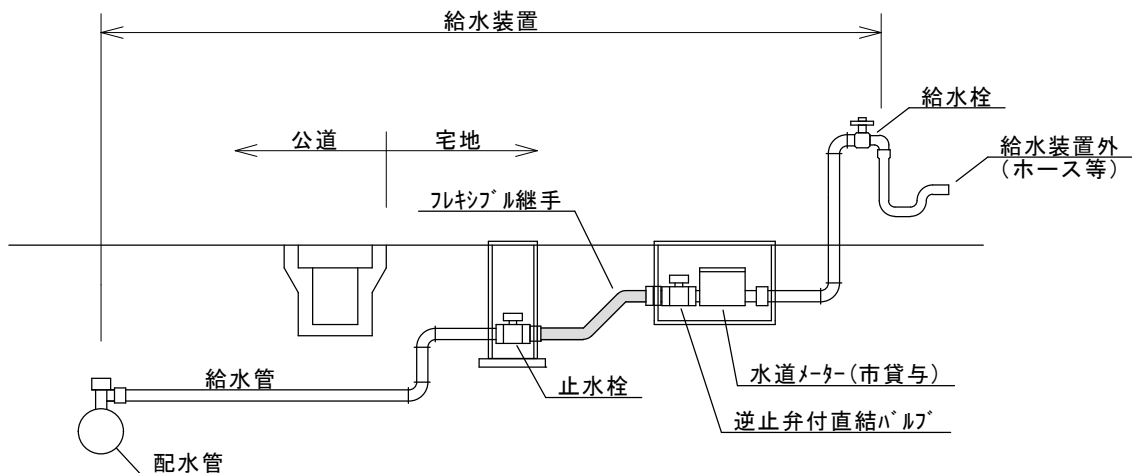 給水装置
給水栓
公道
宅地
給水装置外
(ホース等)
ﾌﾚｷｼﾌﾞﾙ継手
給水管
止水栓
水道ﾒｰﾀｰ(市貸与)
逆止弁付直結ﾊﾞﾙﾌﾞ
配水管